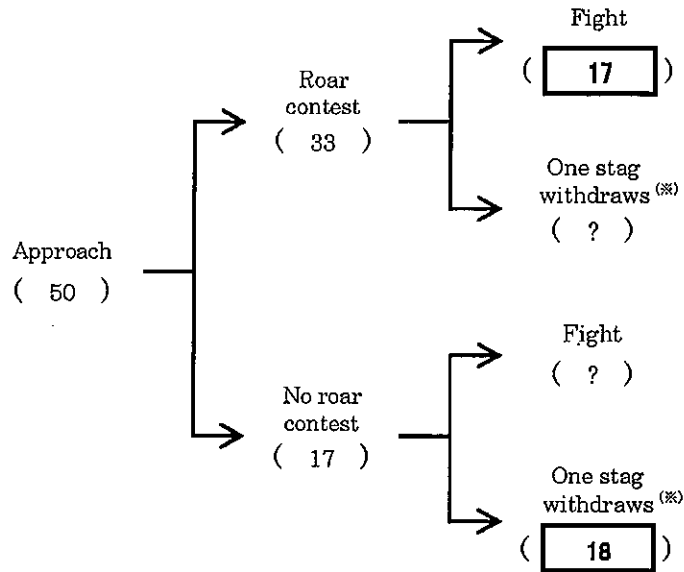 Fight
( 17 )
Roar
contest
( 33 )
One stag
withdraws (※)
( ? )
Approach
( 50 )
Fight
( ? )
No roar
contest
( 17 )
One stag
withdraws (※)
( 18 )